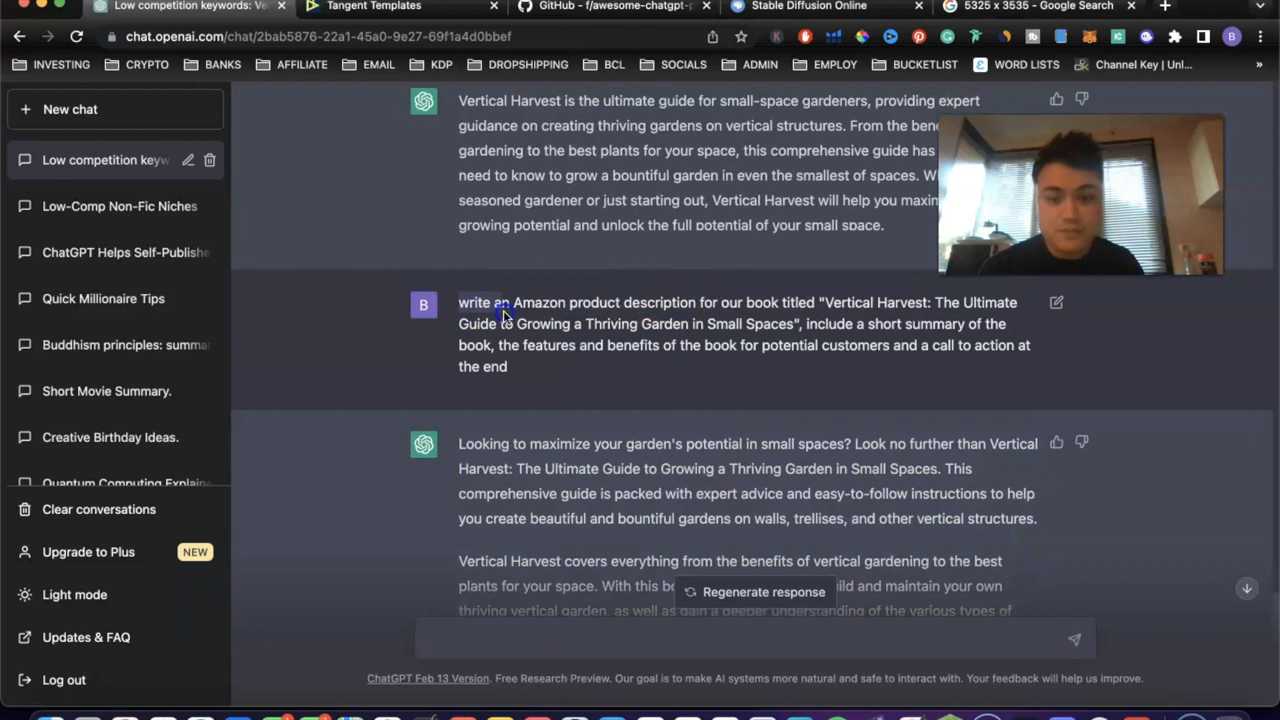 Low competition keywords: Ve
Tangent Templates
GitHub - f/awesome-chatgpt-p
Stable Diffusion Online
5325 x 3535 - Google Search
chat.openai.com/chat/2bab5876-22a1-45a0-9e27-69f1a4d0bbef
INVESTING
CRYPTO
BANKS
AFFILIATE
EMAIL
KDP
DROPSHIPPING
BCL
SOCIALS
ADMIN
EMPLOY
BUCKETLIST
WORD LISTS
Channel Key | Unl...
New chat
Low competition keyw
Low-Comp Non-Fic Niches
ChatGPT Helps Self-Publishe
Quick Millionaire Tips
Buddhism principles: summa
Short Movie Summary.
Creative Birthday Ideas.
Quantum Computing Explain
Clear conversations
Upgrade to Plus NEW
Light mode
Updates & FAQ
Log out
Vertical Harvest is the ultimate guide for small-space gardeners, providing expert
guidance on creating thriving gardens on vertical structures. From the bene
gardening to the best plants for your space, this comprehensive guide has
need to know to grow a bountiful garden in even the smallest of spaces. W
seasoned gardener or just starting out, Vertical Harvest will help you maxim
growing potential and unlock the full potential of your small space.
B
write an Amazon product description for our book titled "Vertical Harvest: The Ultimate
Guide to Growing a Thriving Garden in Small Spaces", include a short summary of the
book, the features and benefits of the book for potential customers and a call to action at
the end
Looking to maximize your garden's potential in small spaces? Look no further than Vertical
Harvest: The Ultimate Guide to Growing a Thriving Garden in Small Spaces. This
comprehensive guide is packed with expert advice and easy-to-follow instructions to help
you create beautiful and bountiful gardens on walls, trellises, and other vertical structures.
Vertical Harvest covers everything from the benefits of vertical gardening to the best
plants for your space. With this bo ild and maintain your own
thriving vertical garden, as well as gain a deeper understanding of the various types of
Regenerate response
ChatGPT Feb 13 Version. Free Research Preview. Our goal is to make AI systems more natural and safe to interact with. Your feedback will help us improve.